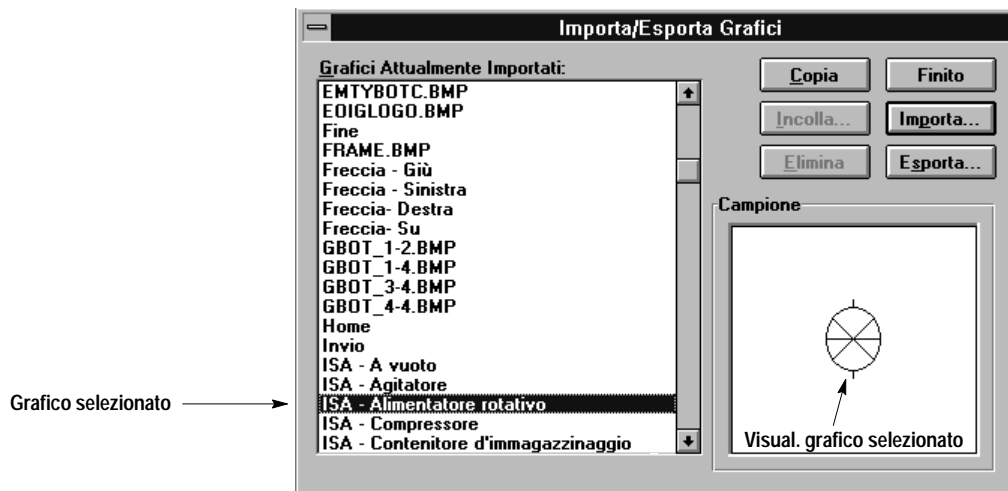 Importa/Esporta Grafici
Grafici Attualmente Importati:
EMTYBOTC.BMP
EOIGLOGO.BMP
Fine
FRAME.BMP
Freccia - Giù
Freccia - Sinistra
Freccia- Destra
Freccia- Su
GBOT_1-2.BMP
GBOT_1-4.BMP
GBOT_3-4.BMP
GBOT_4-4.BMP
Home
Invio
ISA - A vuoto
ISA - Agitatore
ISA - Alimentatore rotativo
ISA - Compressore
ISA - Contenitore d'immagazzinaggio
Copia
Finito
Incolla...
Importa...
Elimina
Esporta...
Campione
Visual. grafico selezionato
Grafico selezionato